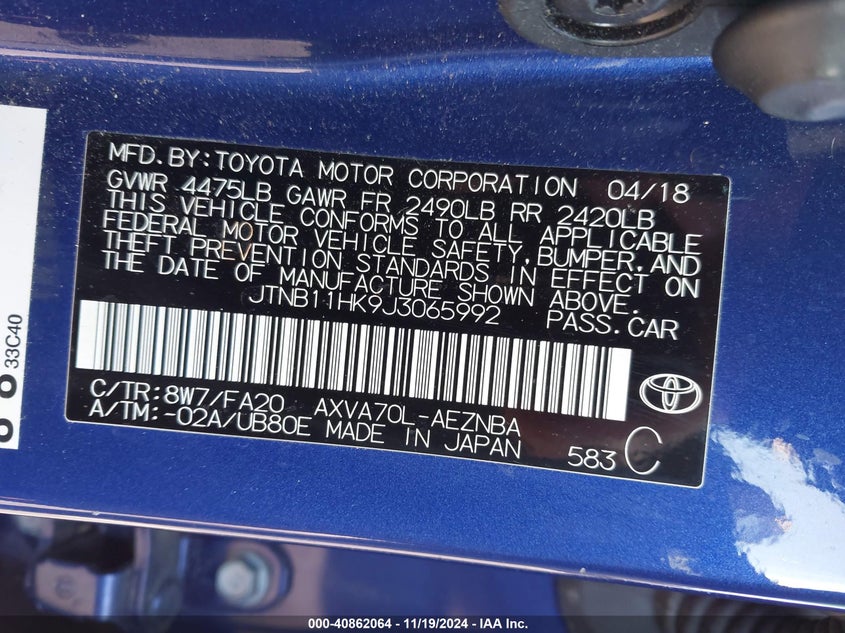 MFD.BY:TOYOTA MOTOR CORPORATION 04/18
GVWR 4475LB GAWR FR 2490LB RR 2420LB
THIS VEHICLE CONFORMS TO ALL APPLICABLE
FEDERAL MOTOR VEHICLE SAFETY,BUMPER,AND
THEFT PREVENTION STANDARDS IN EFFECT ON
THE DATE OF MANUFACTURE SHOWN ABOVE.
JTNB11HK9J3065992 PASS.CAR
C/TR:8W7/FA20 AXVA70L-AEZNBA
A/TM:-02A/UB80E MADE IN JAPAN
583 C
33C40
000-40862064 - 11/19/2024 - IAA Inc.